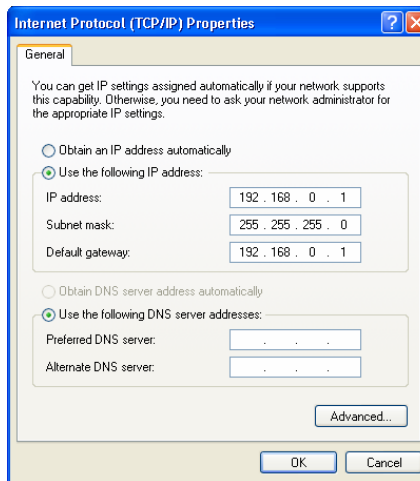 Internet Protocol (TCP/IP) Properties
General
You can get IP settings assigned automatically if your network supports
this capability. Otherwise, you need to ask your network administrator for
the appropriate IP settings.
Obtain an IP address automatically
Use the following IP address:
IP address: 192 . 168 . 0 . 1
Subnet mask: 255 . 255 . 255 . 0
Default gateway: 192 . 168 . 0 . 1
Obtain DNS server address automatically
Use the following DNS server addresses:
Preferred DNS server: . . .
Alternate DNS server: . . .
Advanced...
OK Cancel